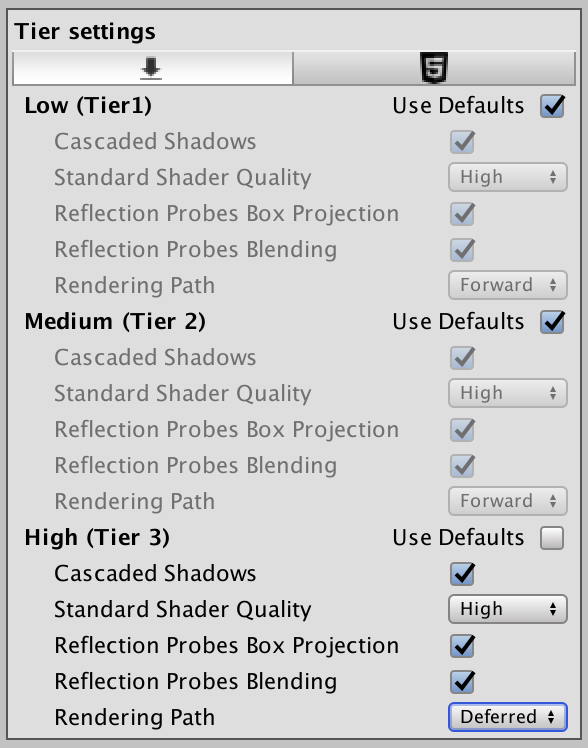 Tier settings
5
Low (Tier1) Use Defaults
Cascaded Shadows
Standard Shader Quality High
Reflection Probes Box Projection
Reflection Probes Blending
Rendering Path Forward
Medium (Tier 2) Use Defaults
Cascaded Shadows
Standard Shader Quality High
Reflection Probes Box Projection
Reflection Probes Blending
Rendering Path Forward
High (Tier 3) Use Defaults
Cascaded Shadows
Standard Shader Quality High
Reflection Probes Box Projection
Reflection Probes Blending
Rendering Path Deferred